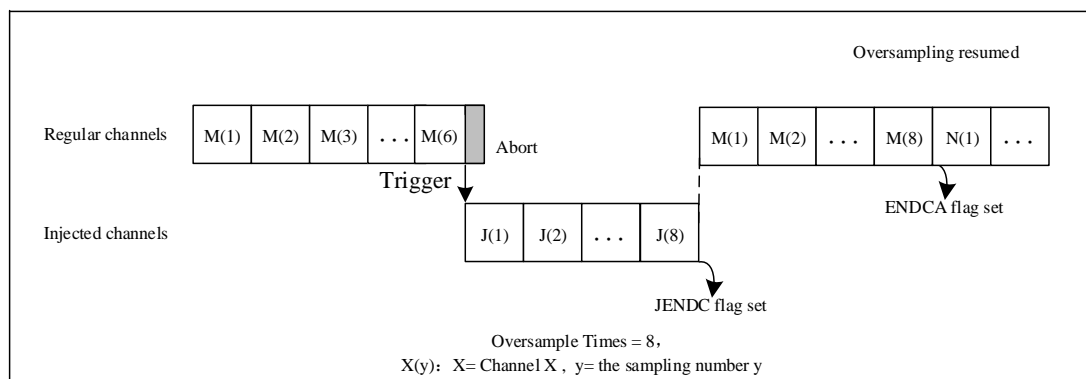 Oversampling resumed
Regular channels M(1) M(2) M(3) ... M(6) Abort M(1) M(2) ... M(8) N(1) ...
Trigger
ENDCA flag set
Injected channels J(1) J(2) ... J(8)
JENDC flag set
Oversample Times = 8,
X(y): X= Channel X , y= the sampling number y